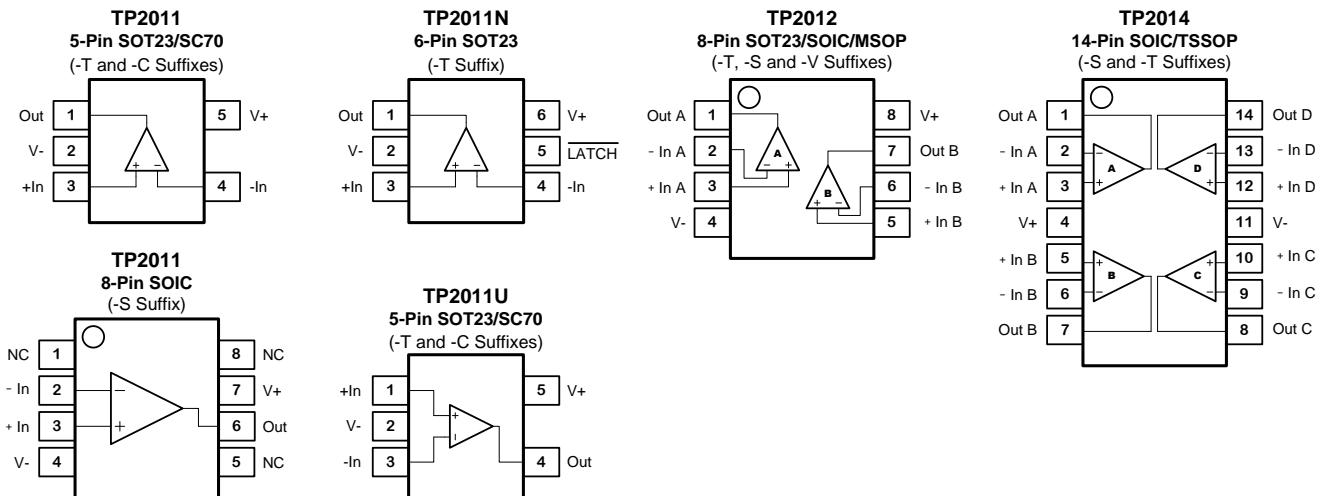 TP2011
5-Pin SOT23/SC70
(-T and -C Suffixes)
Out 1 5 V+
V- 2
+In 3 + − 4 -In
TP2011N
6-Pin SOT23
(-T Suffix)
Out 1 6 V+
V- 2 5 LATCH
+In 3 + − 4 -In
TP2012
8-Pin SOT23/SOIC/MSOP
(-T, -S and -V Suffixes)
Out A 1 8 V+
- In A 2 A − + 7 Out B
+ In A 3 B + − 6 - In B
V- 4 5 + In B
TP2014
14-Pin SOIC/TSSOP
(-S and -T Suffixes)
Out A 1 14 Out D
- In A 2 − A D − 13 - In D
+ In A 3 + + 12 + In D
V+ 4 11 V-
+ In B 5 + + 10 + In C
- In B 6 − B C − 9 - In C
Out B 7 8 Out C
TP2011
8-Pin SOIC
(-S Suffix)
NC 1 8 NC
- In 2 − 7 V+
+ In 3 + 6 Out
V- 4 5 NC
TP2011U
5-Pin SOT23/SC70
(-T and -C Suffixes)
+In 1 + 5 V+
V- 2 −
-In 3 4 Out